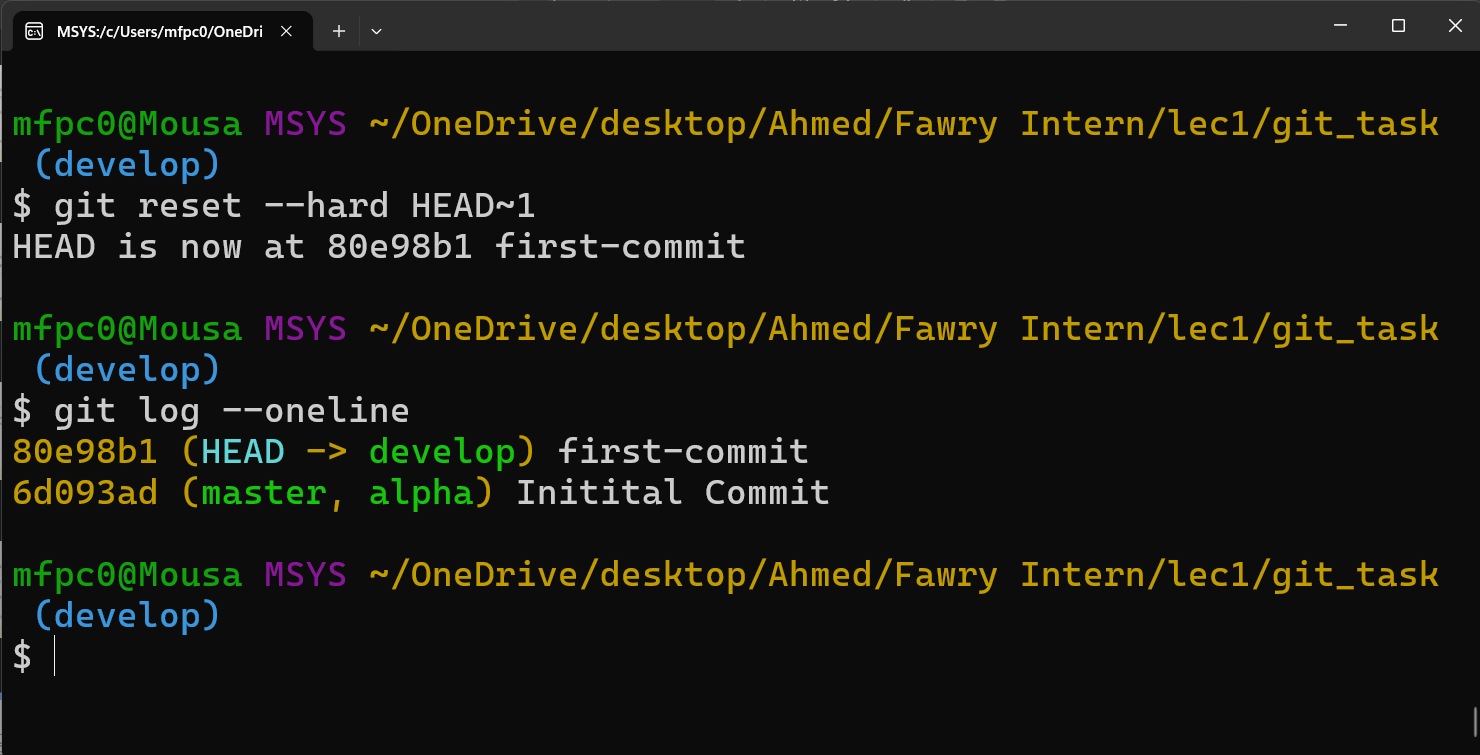 MSYS:/c/Users/mfpc0/OneDri
mfpc0@Mousa MSYS ~/OneDrive/desktop/Ahmed/Fawry Intern/lec1/git_task
(develop)
$ git reset --hard HEAD~1
HEAD is now at 80e98b1 first-commit
mfpc0@Mousa MSYS ~/OneDrive/desktop/Ahmed/Fawry Intern/lec1/git_task
(develop)
$ git log --oneline
80e98b1 (HEAD -> develop) first-commit
6d093ad (master, alpha) Initital Commit
mfpc0@Mousa MSYS ~/OneDrive/desktop/Ahmed/Fawry Intern/lec1/git_task
(develop)
$